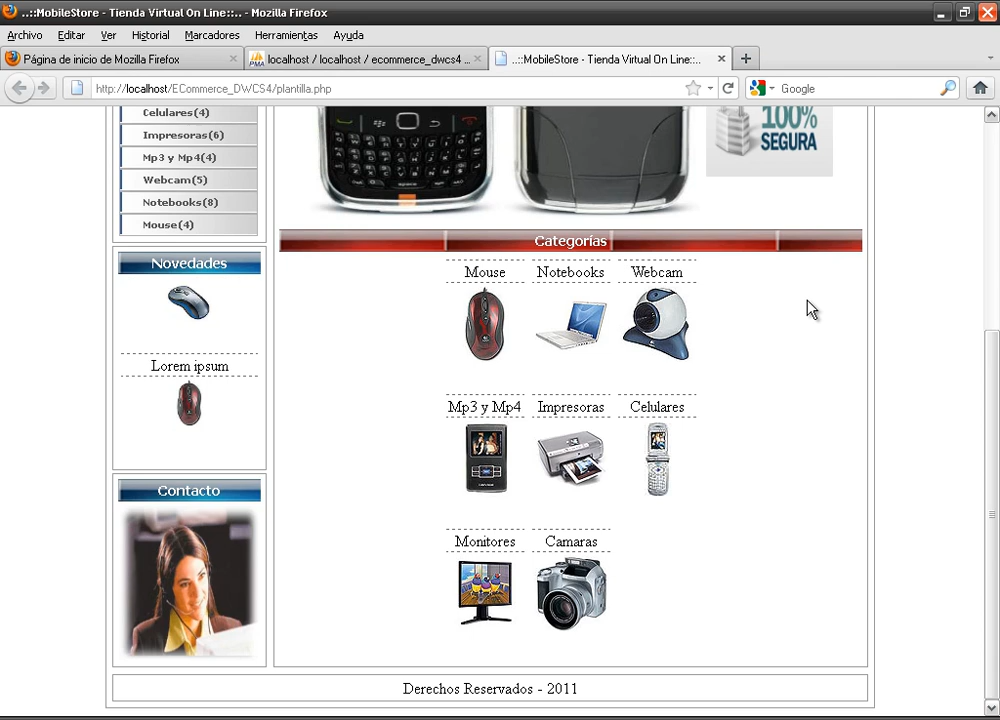 ..::MobileStore - Tienda Virtual On Line::.. - Mozilla Firefox
Archivo Editar Ver Historial Marcadores Herramientas Ayuda
Página de inicio de Mozilla Firefox
PMA localhost / localhost / ecommerce_dwcs4 ...
..::MobileStore - Tienda Virtual On Line::..
http://localhost/ECommerce_DWCS4/plantilla.php
Google
Celulares(4)
Impresoras(6)
Mp3 y Mp4(4)
Webcam(5)
Notebooks(8)
Mouse(4)
100%
SEGURA
Novedades
Lorem ipsum
Contacto
Categorías
Mouse Notebooks Webcam
Mp3 y Mp4 Impresoras Celulares
Monitores Camaras
Derechos Reservados - 2011